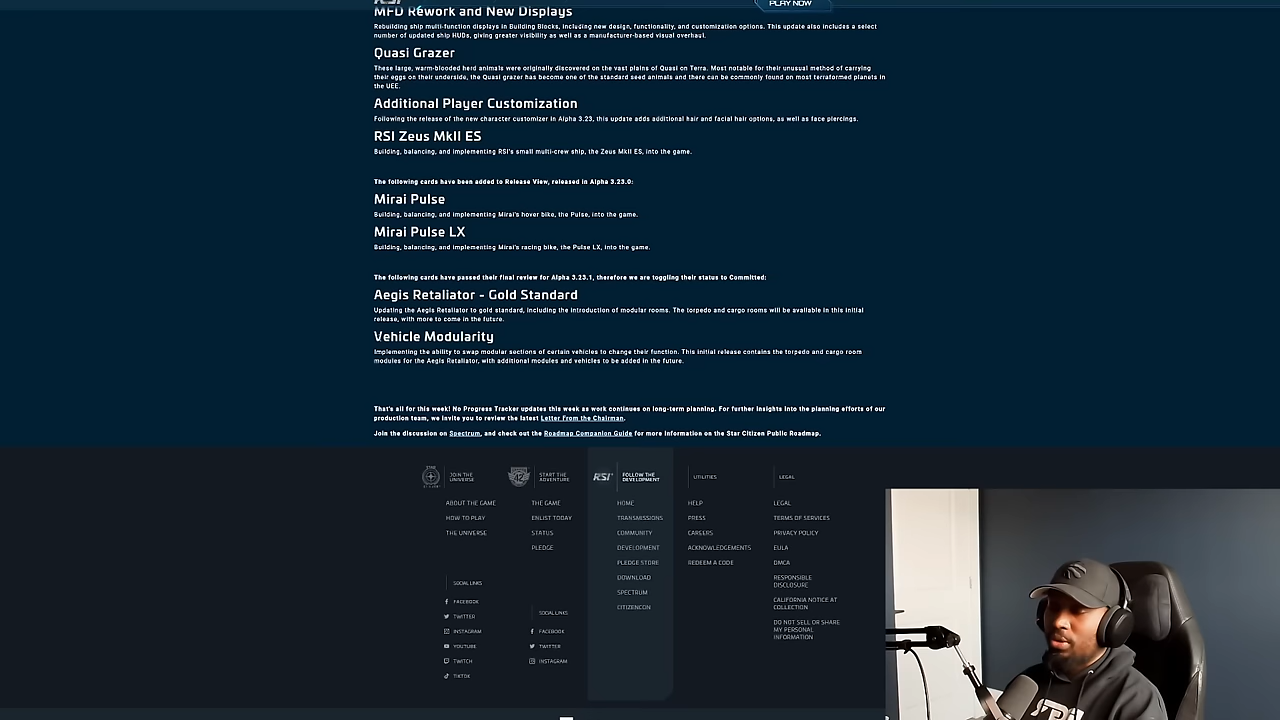 RSI
PLAY NOW
MFD Rework and New Displays
Rebuilding ship multi-function displays in Building Blocks, including new design, functionality, and customization options. This update also includes a select
number of updated ship HUDs, giving greater visibility as well as a manufacturer-based visual overhaul.
Quasi Grazer
These large, warm-blooded herd animals were originally discovered on the vast plains of Quasi on Terra. Most notable for their unusual method of carrying
their eggs on their underside, the Quasi grazer has become one of the standard seed animals and there can be commonly found on most terraformed planets in
the UEE.
Additional Player Customization
Following the release of the new character customizer in Alpha 3.23, this update adds additional hair and facial hair options, as well as face piercings.
RSI Zeus MkII ES
Building, balancing, and implementing RSI's small multi-crew ship, the Zeus MkII ES, into the game.
The following cards have been added to Release View, released in Alpha 3.23.0:
Mirai Pulse
Building, balancing, and implementing Mirai's hover bike, the Pulse, into the game.
Mirai Pulse LX
Building, balancing, and implementing Mirai's racing bike, the Pulse LX, into the game.
The following cards have passed their final review for Alpha 3.23.1, therefore we are toggling their status to Committed:
Aegis Retaliator - Gold Standard
Updating the Aegis Retaliator to gold standard, including the introduction of modular rooms. The torpedo and cargo rooms will be available in this initial
release, with more to come in the future.
Vehicle Modularity
Implementing the ability to swap modular sections of certain vehicles to change their function. This initial release contains the torpedo and cargo room
modules for the Aegis Retaliator, with additional modules and vehicles to be added in the future.
That's all for this week! No Progress Tracker updates this week as work continues on long-term planning. For further insights into the planning efforts of our
production team, we invite you to review the latest Letter From the Chairman.
Join the discussion on Spectrum, and check out the Roadmap Companion Guide for more information on the Star Citizen Public Roadmap.
JOIN THE
UNIVERSE
ABOUT THE GAME
HOW TO PLAY
THE UNIVERSE
SOCIAL LINKS
FACEBOOK
TWITTER
INSTAGRAM
YOUTUBE
TWITCH
TIKTOK
START THE
ADVENTURE
THE GAME
ENLIST TODAY
STATUS
PLEDGE
SOCIAL LINKS
FACEBOOK
TWITTER
INSTAGRAM
RSI
FOLLOW THE
DEVELOPMENT
HOME
TRANSMISSIONS
COMMUNITY
DEVELOPMENT
PLEDGE STORE
DOWNLOAD
SPECTRUM
CITIZENCON
UTILITIES
HELP
PRESS
CAREERS
ACKNOWLEDGEMENTS
REDEEM A CODE
LEGAL
LEGAL
TERMS OF SERVICES
PRIVACY POLICY
EULA
DMCA
RESPONSIBLE
DISCLOSURE
CALIFORNIA NOTICE AT
COLLECTION
DO NOT SELL OR SHARE
MY PERSONAL
INFORMATION